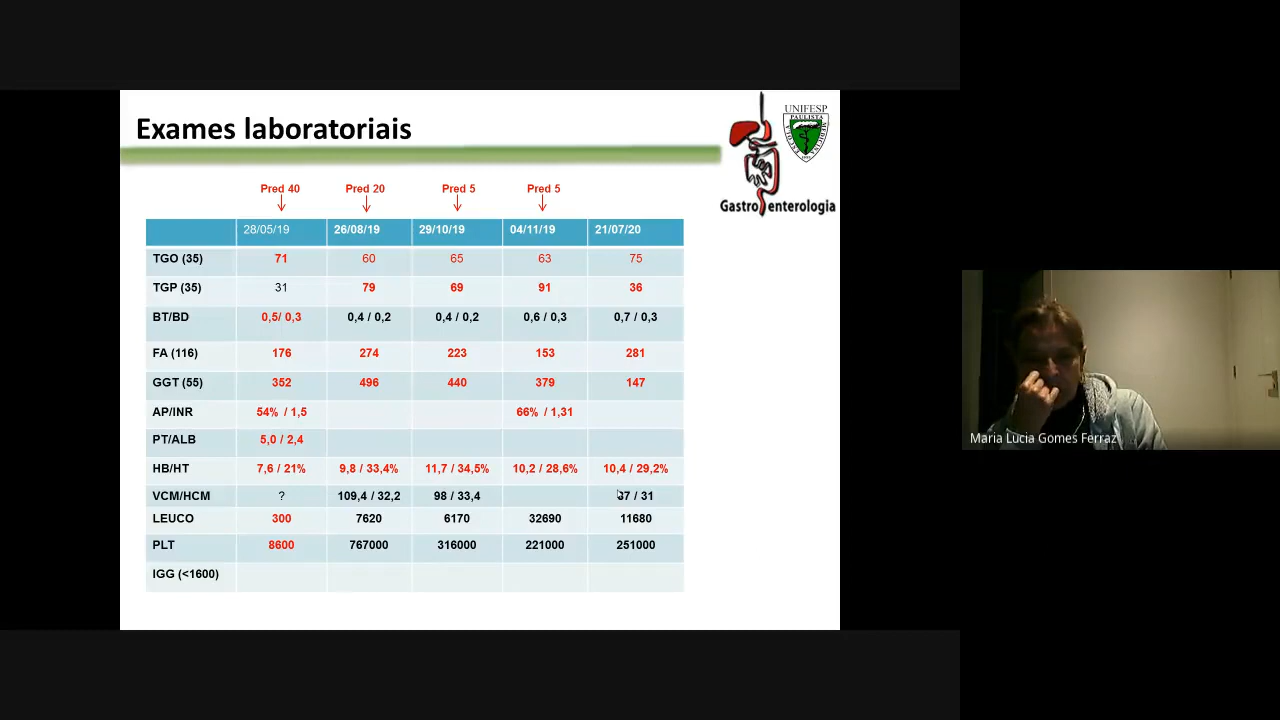 Exames laboratoriais
UNIFESP
PAULISTA
MEDICINA
1933
Gastroenterologia
Pred 40 Pred 20 Pred 5 Pred 5
28/05/19 26/08/19 29/10/19 04/11/19 21/07/20
TGO (35) 71 60 65 63 75
TGP (35) 31 79 69 91 36
BT/BD 0,5/ 0,3 0,4 / 0,2 0,4 / 0,2 0,6 / 0,3 0,7 / 0,3
FA (116) 176 274 223 153 281
GGT (55) 352 496 440 379 147
AP/INR 54% / 1,5 66% / 1,31
PT/ALB 5,0 / 2,4
HB/HT 7,6 / 21% 9,8 / 33,4% 11,7 / 34,5% 10,2 / 28,6% 10,4 / 29,2%
VCM/HCM ? 109,4 / 32,2 98 / 33,4 / 31
LEUCO 300 7620 6170 32690 11680
PLT 8600 767000 316000 221000 251000
IGG (<1600)
Maria Lucia Gomes Ferraz